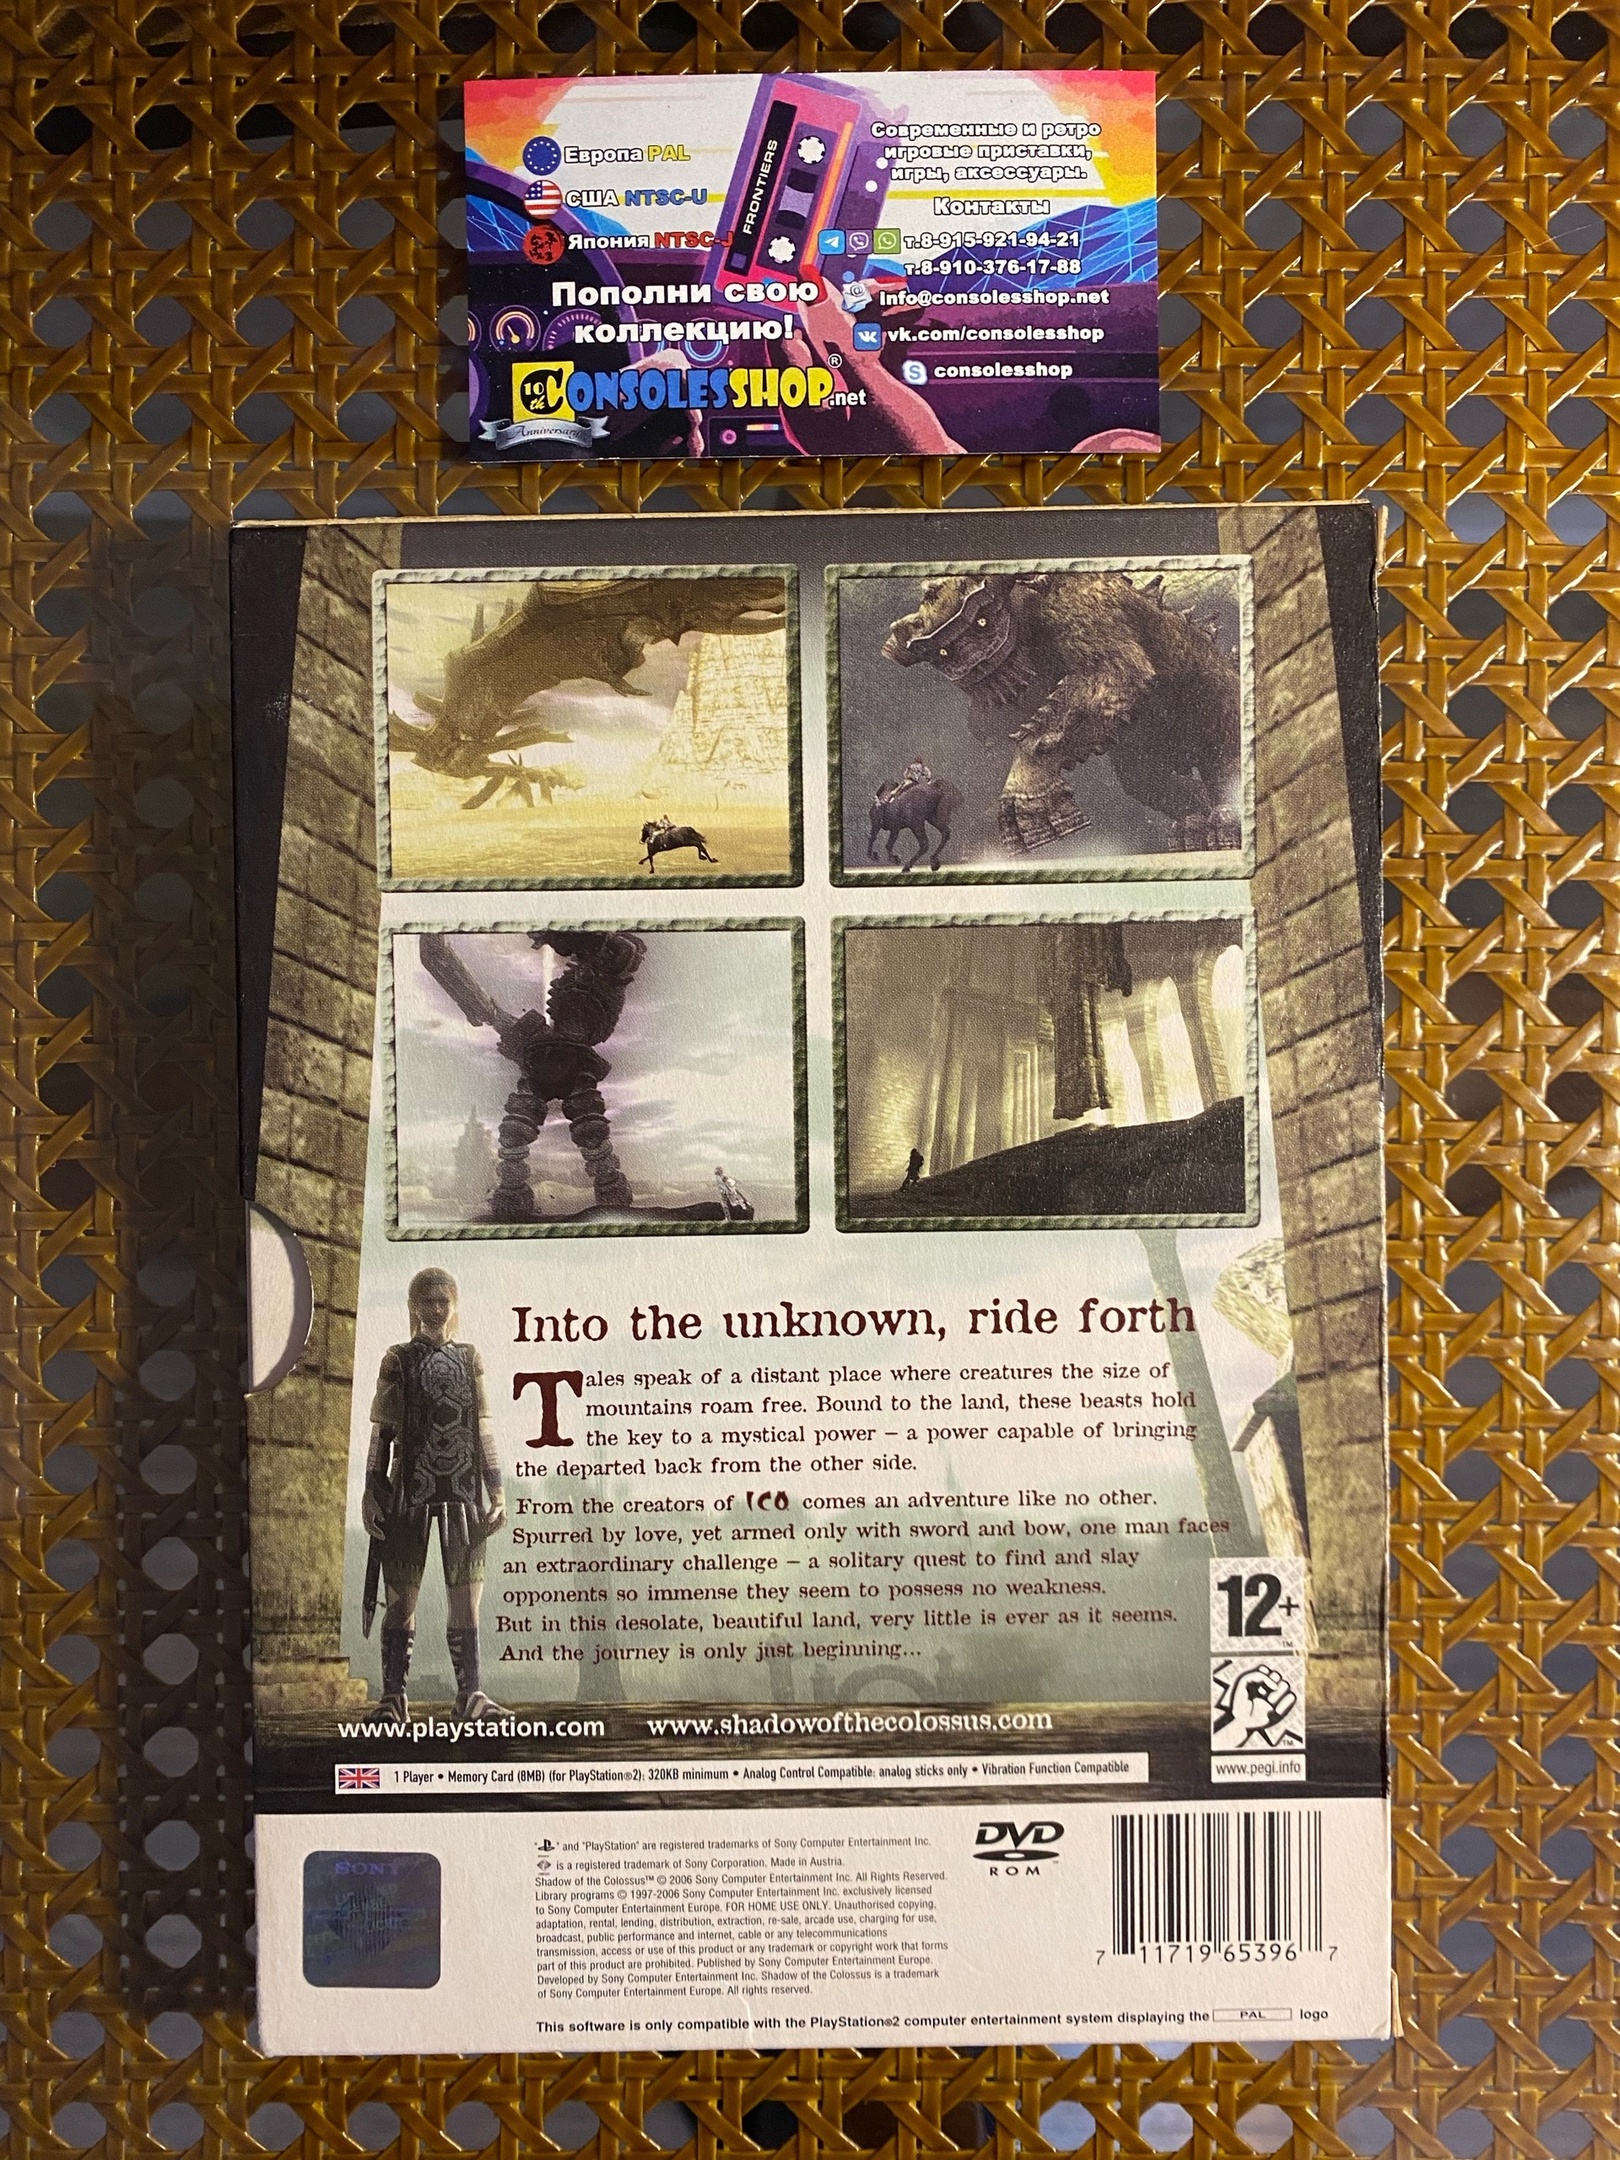 Европа PAL
США NTSC-U
Япония NTSC-J
Пополни свою
коллекцию!
10th
CONSOLESSHOP.net
®
Anniversary
FRONTIERS
Современные и ретро
игровые приставки,
игры, аксессуары.
Контакты
т.8-915-921-94-21
т.8-910-376-17-88
info@consolesshop.net
vk.com/consolesshop
consolesshop
Into the unknown, ride forth
Tales speak of a distant place where creatures the size of
mountains roam free. Bound to the land, these beasts hold
the key to a mystical power – a power capable of bringing
the departed back from the other side.
From the creators of ICO comes an adventure like no other.
Spurred by love, yet armed only with sword and bow, one man faces
an extraordinary challenge – a solitary quest to find and slay
opponents so immense they seem to possess no weakness.
But in this desolate, beautiful land, very little is ever as it seems.
And the journey is only just beginning...
12+
TM
TM
www.pegi.info
www.playstation.com www.shadowofthecolossus.com
1 Player • Memory Card (8MB) (for PlayStation®2): 320KB minimum • Analog Control Compatible: analog sticks only • Vibration Function Compatible
SONY
" " and "PlayStation" are registered trademarks of Sony Computer Entertainment Inc.
is a registered trademark of Sony Corporation. Made in Austria.
Shadow of the Colossus™ © 2006 Sony Computer Entertainment Inc. All Rights Reserved.
Library programs © 1997-2006 Sony Computer Entertainment Inc. exclusively licensed
to Sony Computer Entertainment Europe. FOR HOME USE ONLY. Unauthorised copying,
adaptation, rental, lending, distribution, extraction, re-sale, arcade use, charging for use,
broadcast, public performance and internet, cable or any telecommunications
transmission, access or use of this product or any trademark or copyright work that forms
part of this product are prohibited. Published by Sony Computer Entertainment Europe.
Developed by Sony Computer Entertainment Inc. Shadow of the Colossus is a trademark
of Sony Computer Entertainment Europe. All rights reserved.
DVD
ROM
7 11719 65396 7
This software is only compatible with the PlayStation®2 computer entertainment system displaying the PAL logo